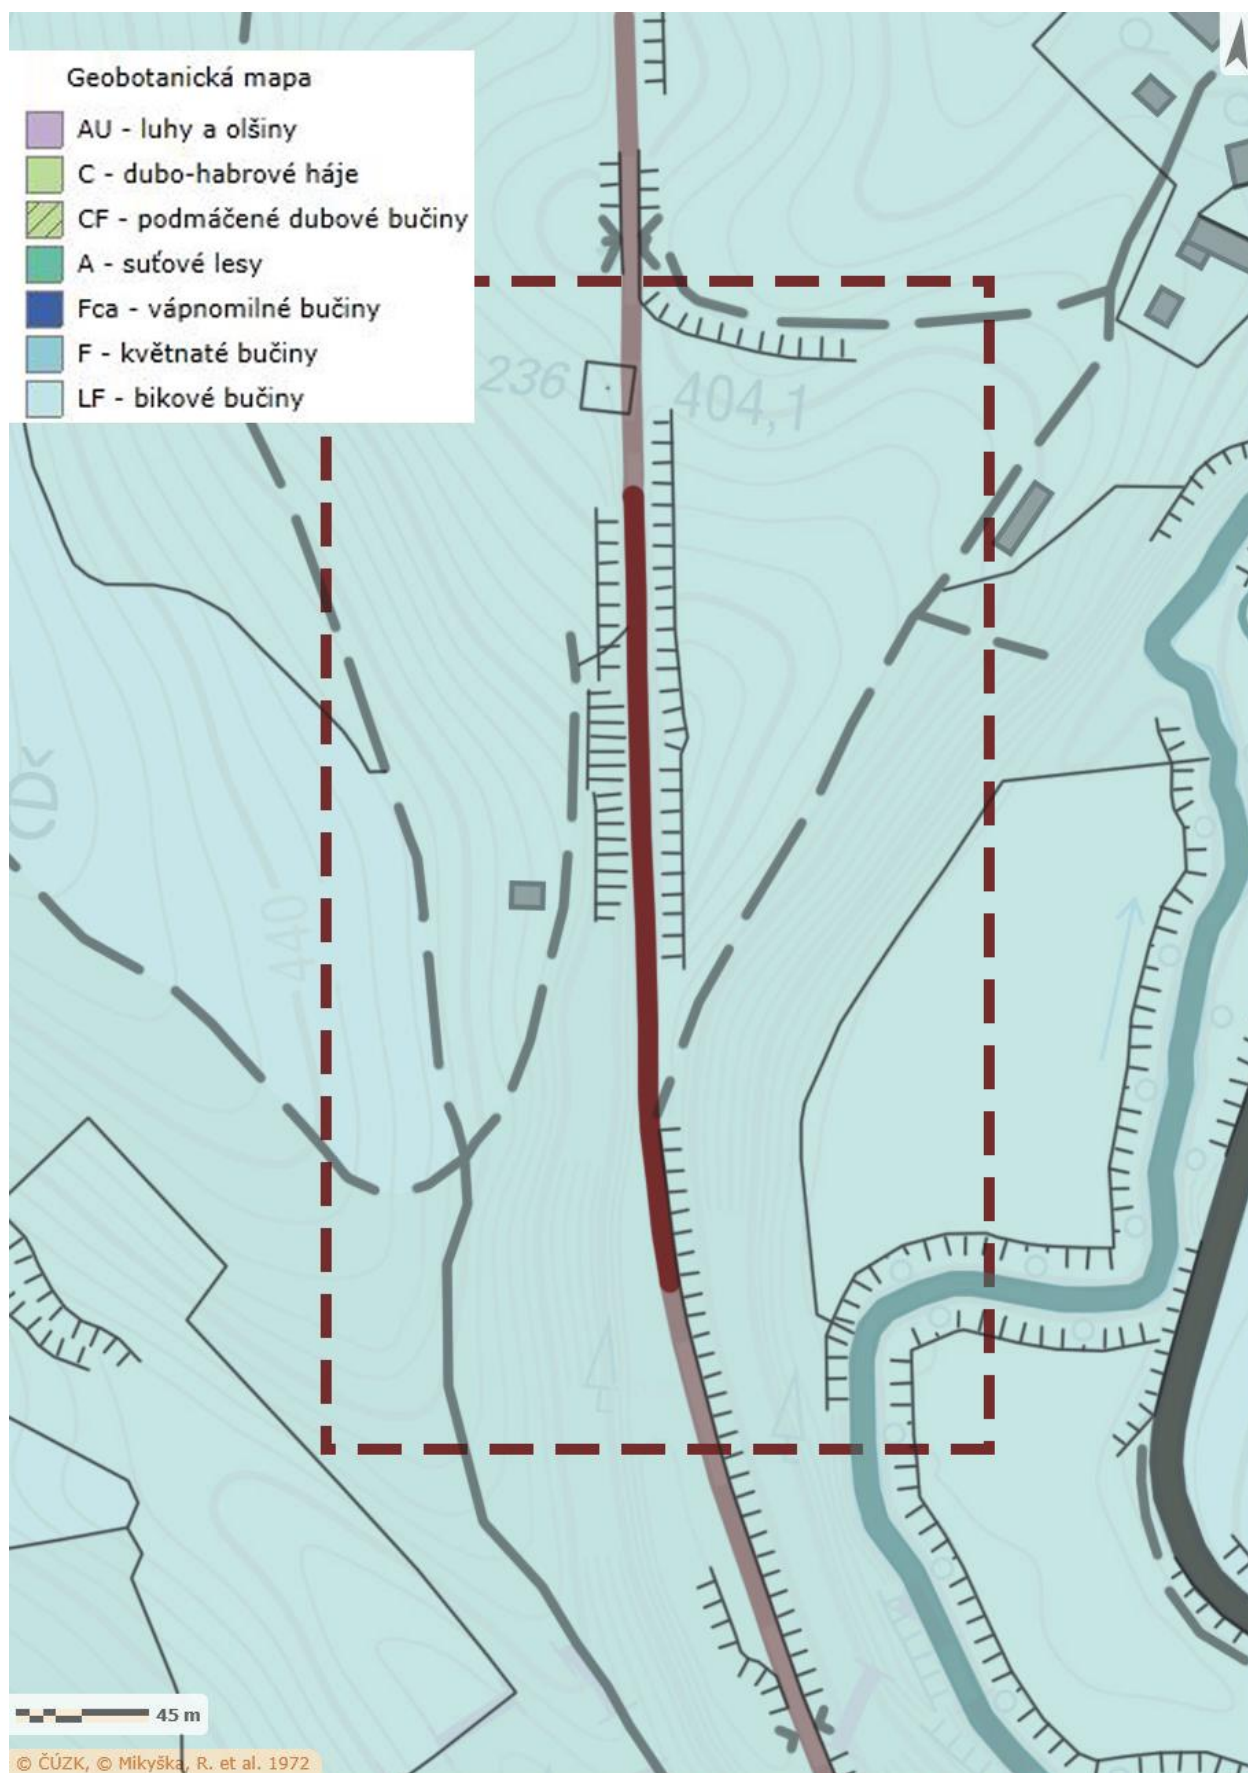 Geobotanická mapa
AU - luhy a olšiny
C - dubo-habrové háje
CF - podmáčené dubové bučiny
A - suťové lesy
Fca - vápnomilné bučiny
F - květnaté bučiny
LF - bikové bučiny
236
404,1
440
45 m
© ČÚZK, © Mikyška, R. et al. 1972